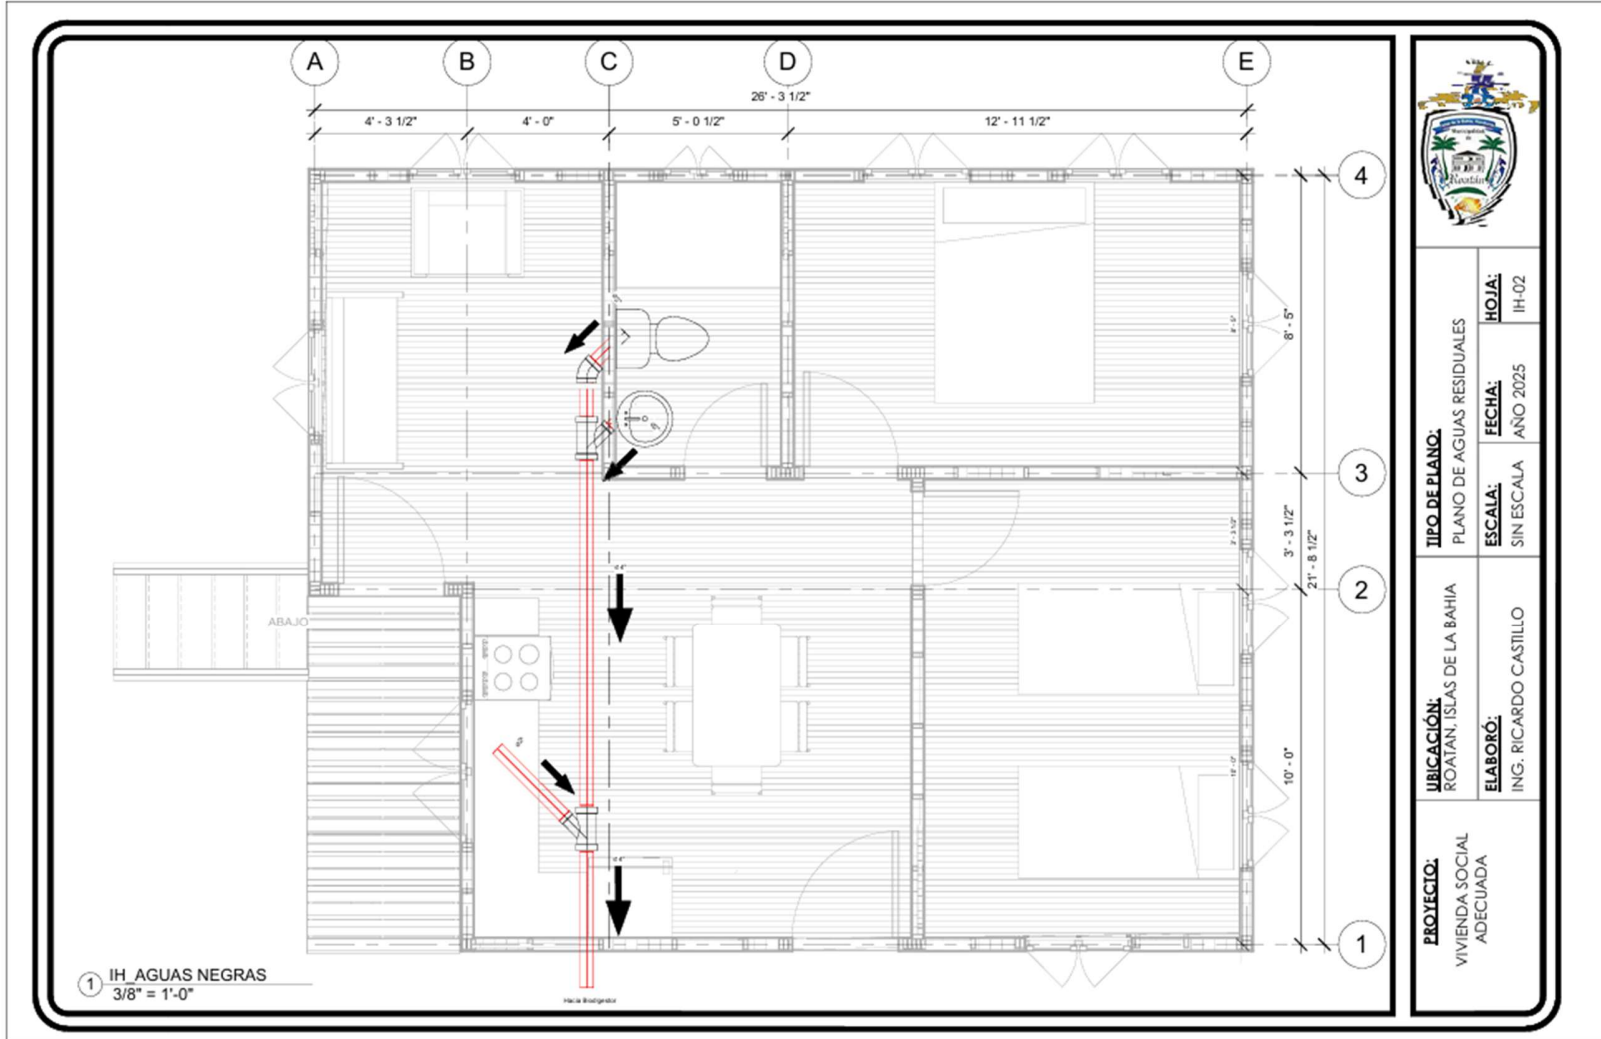 A
B
C
D
E
26' - 3 1/2"
4' - 3 1/2"
4' - 0"
5' - 0 1/2"
12' - 11 1/2"
4
3
2
1
8' - 5"
3' - 3 1/2"
21' - 8 1/2"
10' - 0"
ABAJO
Hacia Biodigestor
1
IH_AGUAS NEGRAS
3/8" = 1'-0"
Municipalidad
de
Roatán
TIPO DE PLANO:
PLANO DE AGUAS RESIDUALES
HOJA:
IH-02
FECHA:
AÑO 2025
ESCALA:
SIN ESCALA
UBICACIÓN:
ROATAN, ISLAS DE LA BAHIA
ELABORÓ:
ING. RICARDO CASTILLO
PROYECTO:
VIVIENDA SOCIAL
ADECUADA